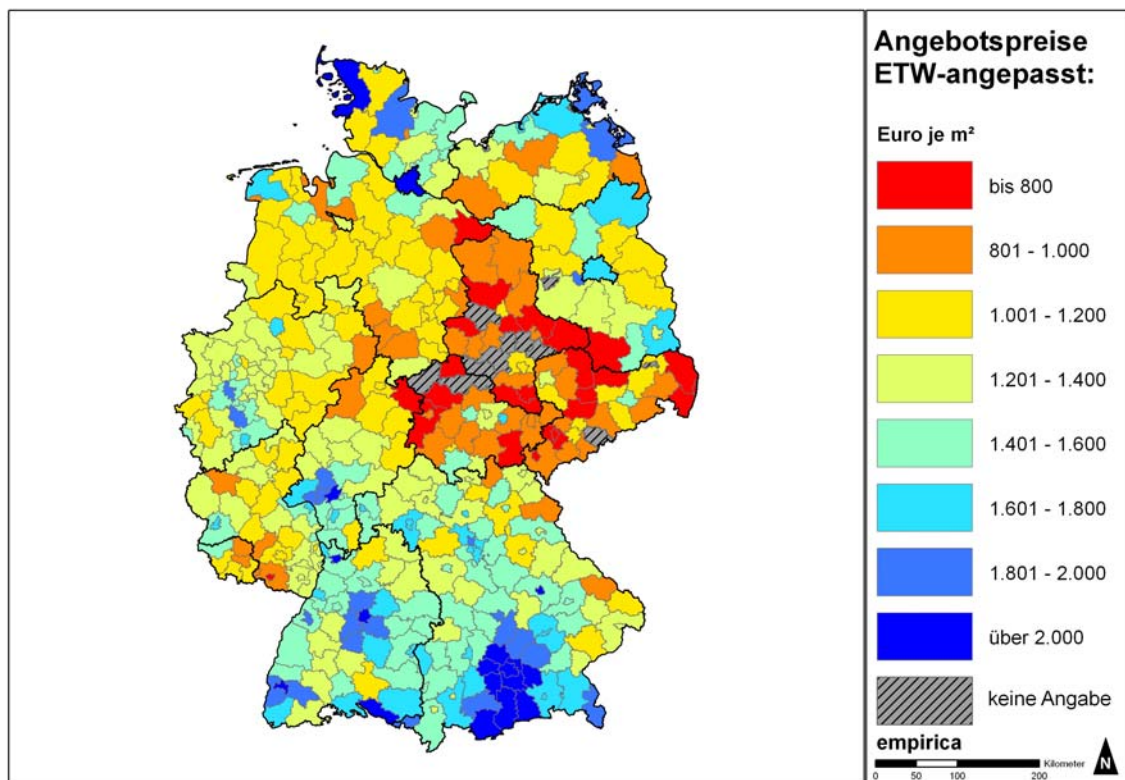 Angebotspreise
ETW-angepasst:
Euro je m²
bis 800
801 - 1.000
1.001 - 1.200
1.201 - 1.400
1.401 - 1.600
1.601 - 1.800
1.801 - 2.000
über 2.000
keine Angabe
empirica
Kilometer
0 50 100 200
N